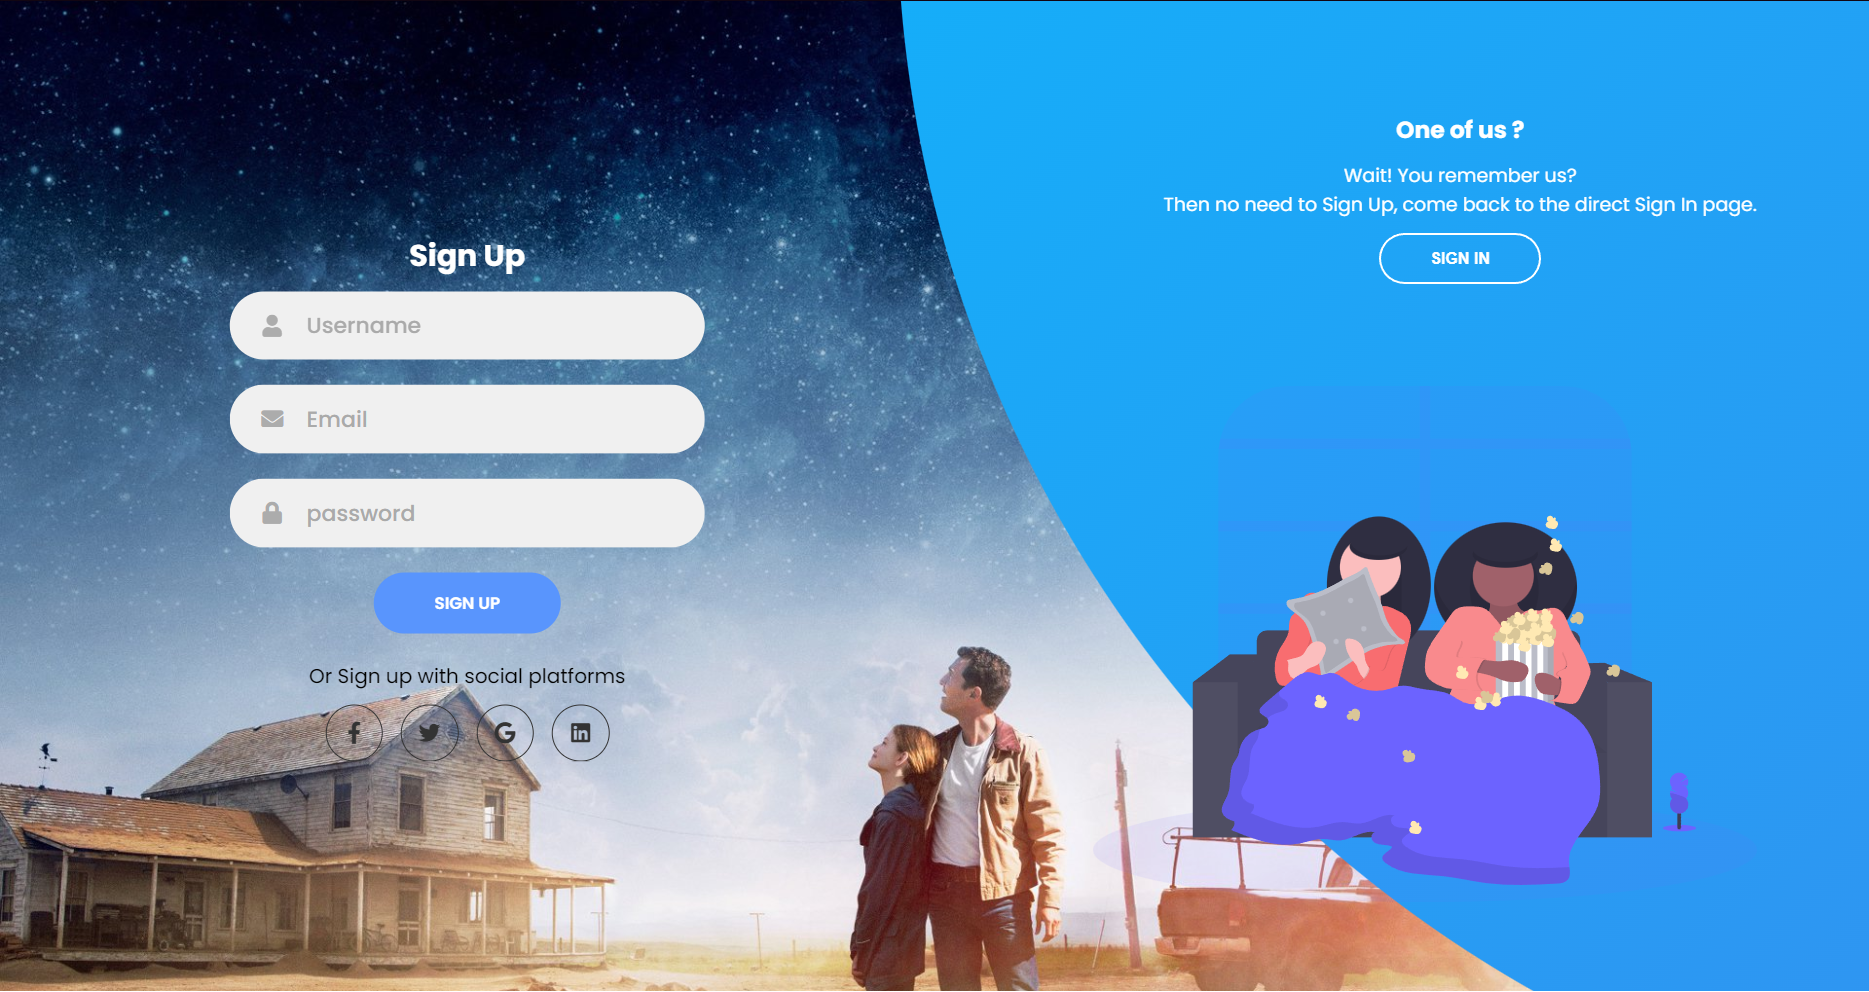 Sign Up
Username
Email
password
SIGN UP
Or Sign up with social platforms
One of us ?
Wait! You remember us?
Then no need to Sign Up, come back to the direct Sign In page.
SIGN IN